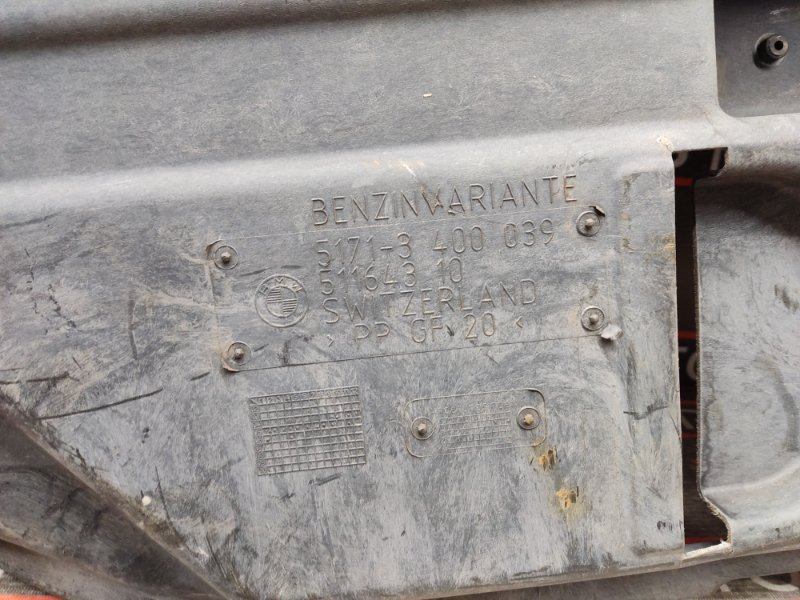 BENZINVARIANTE
5171-3 400 039
511643 10
SWITZERLAND
> PP GF 20 <